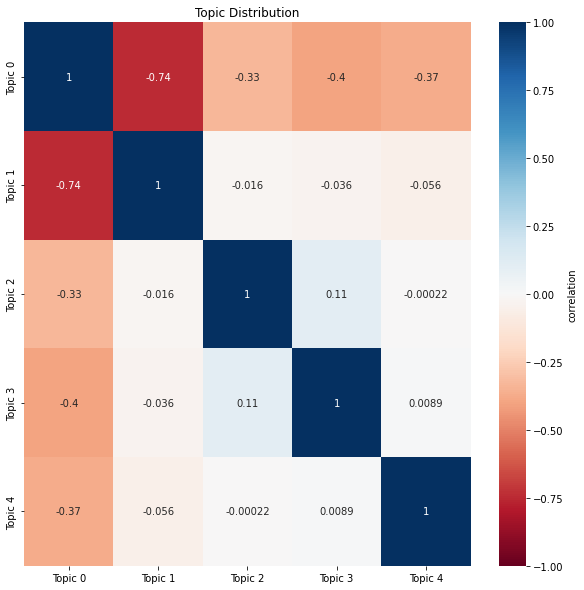 Topic Distribution
Topic 0
1
-0.74
-0.33
-0.4
-0.37
Topic 1
-0.74
1
-0.016
-0.036
-0.056
Topic 2
-0.33
-0.016
1
0.11
-0.00022
Topic 3
-0.4
-0.036
0.11
1
0.0089
Topic 4
-0.37
-0.056
-0.00022
0.0089
1
Topic 0
Topic 1
Topic 2
Topic 3
Topic 4
1.00
0.75
0.50
0.25
0.00
−0.25
−0.50
−0.75
−1.00
correlation